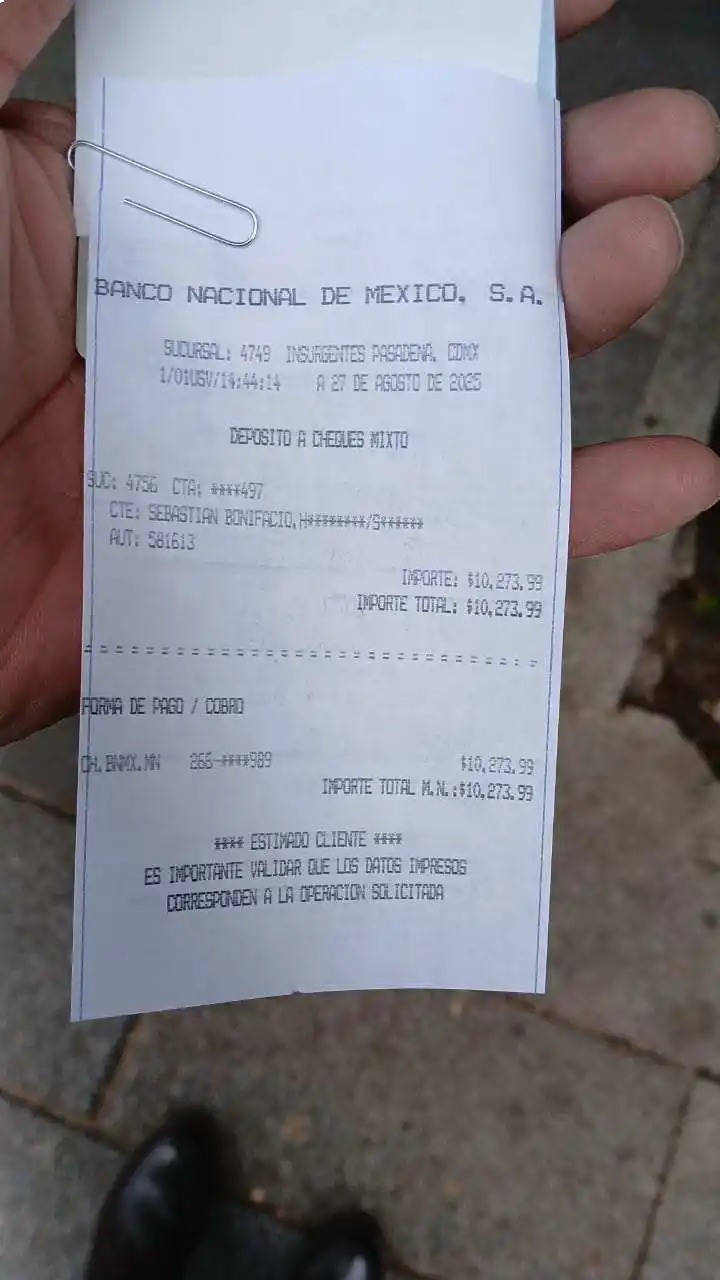 BANCO NACIONAL DE MEXICO, S.A.
SUCURSAL: 4749 INSURGENTES PASADENA, CDMX
1/01USV/14:44:14 A 27 DE AGOSTO DE 2025
DEPOSITO A CHEQUES MIXTO
SUC: 4756 CTA: ****497
CTE: SEBASTIAN BONIFACIO,H********/S******
AUT: 581613
IMPORTE: $10,273.99
IMPORTE TOTAL: $10,273.99
FORMA DE PAGO / COBRO
CH.BNMX.MN 266-****989 $10,273.99
IMPORTE TOTAL M.N.:$10,273.99
**** ESTIMADO CLIENTE ****
ES IMPORTANTE VALIDAR QUE LOS DATOS IMPRESOS
CORRESPONDEN A LA OPERACION SOLICITADA